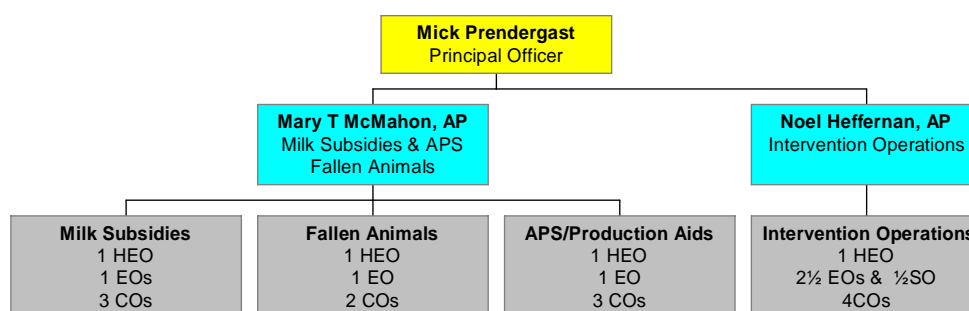 Mick Prendergast
Principal Officer
Mary T McMahon, AP
Milk Subsidies & APS
Fallen Animals
Noel Heffernan, AP
Intervention Operations
Milk Subsidies
1 HEO
1 EOs
3 COs
Fallen Animals
1 HEO
1 EO
2 COs
APS/Production Aids
1 HEO
1 EO
3 COs
Intervention Operations
1 HEO
2½ EOs & ½SO
4COs